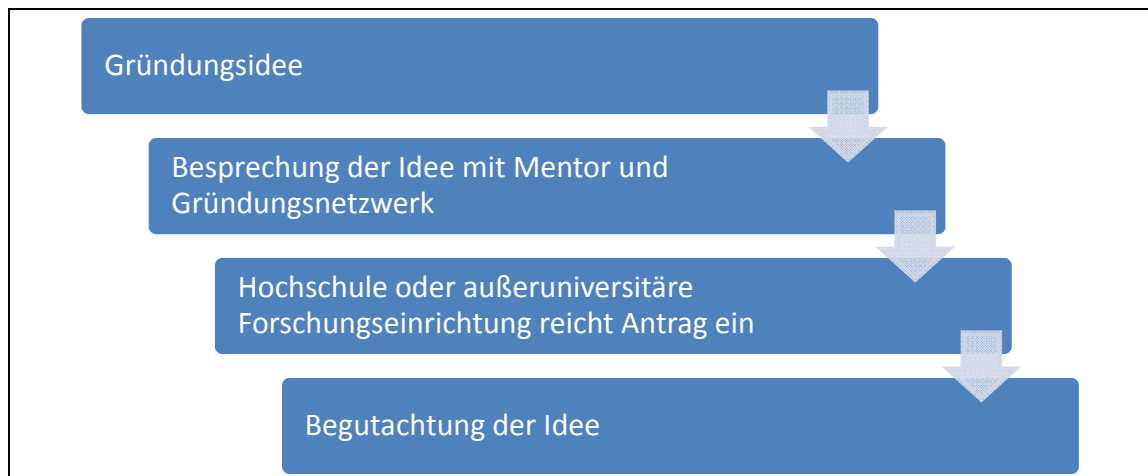 Gründungsidee
Besprechung der Idee mit Mentor und
Gründungsnetzwerk
Hochschule oder außeruniversitäre
Forschungseinrichtung reicht Antrag ein
Begutachtung der Idee